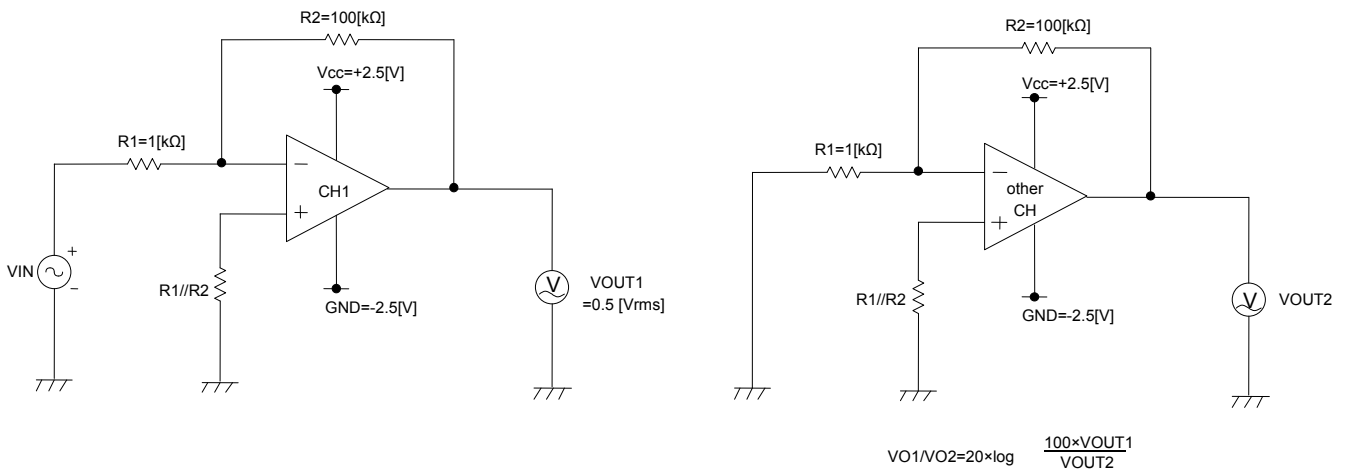 R2=100[kΩ]
Vcc=+2.5[V]
R1=1[kΩ]
−
CH1
+
VIN
+
−
R1//R2
GND=-2.5[V]
V
VOUT1
=0.5 [Vrms]
R2=100[kΩ]
Vcc=+2.5[V]
R1=1[kΩ]
−
other
CH
+
R1//R2
GND=-2.5[V]
V
VOUT2
VO1/VO2=20×log 100×VOUT1
VOUT2